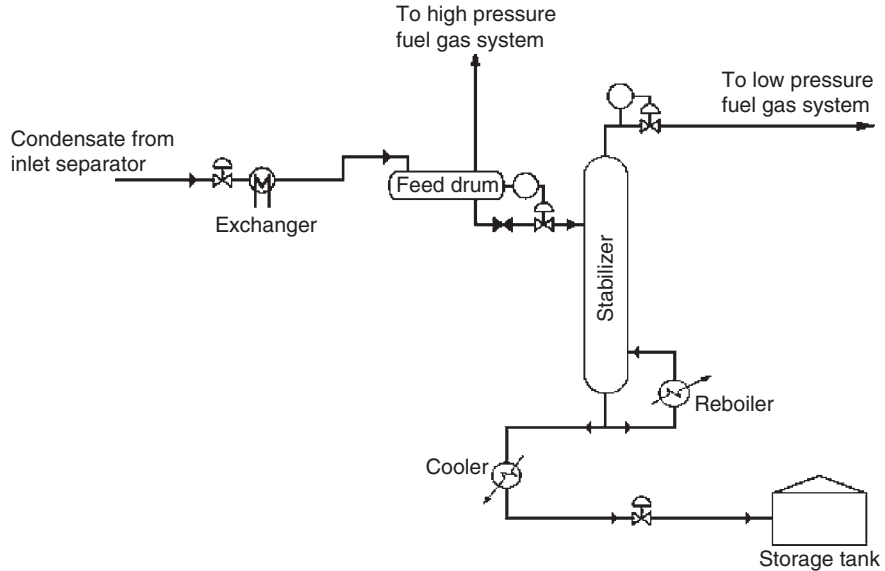 To high pressure
fuel gas system
To low pressure
fuel gas system
Condensate from
inlet separator
Feed drum
Exchanger
Stabilizer
Reboiler
Cooler
Storage tank